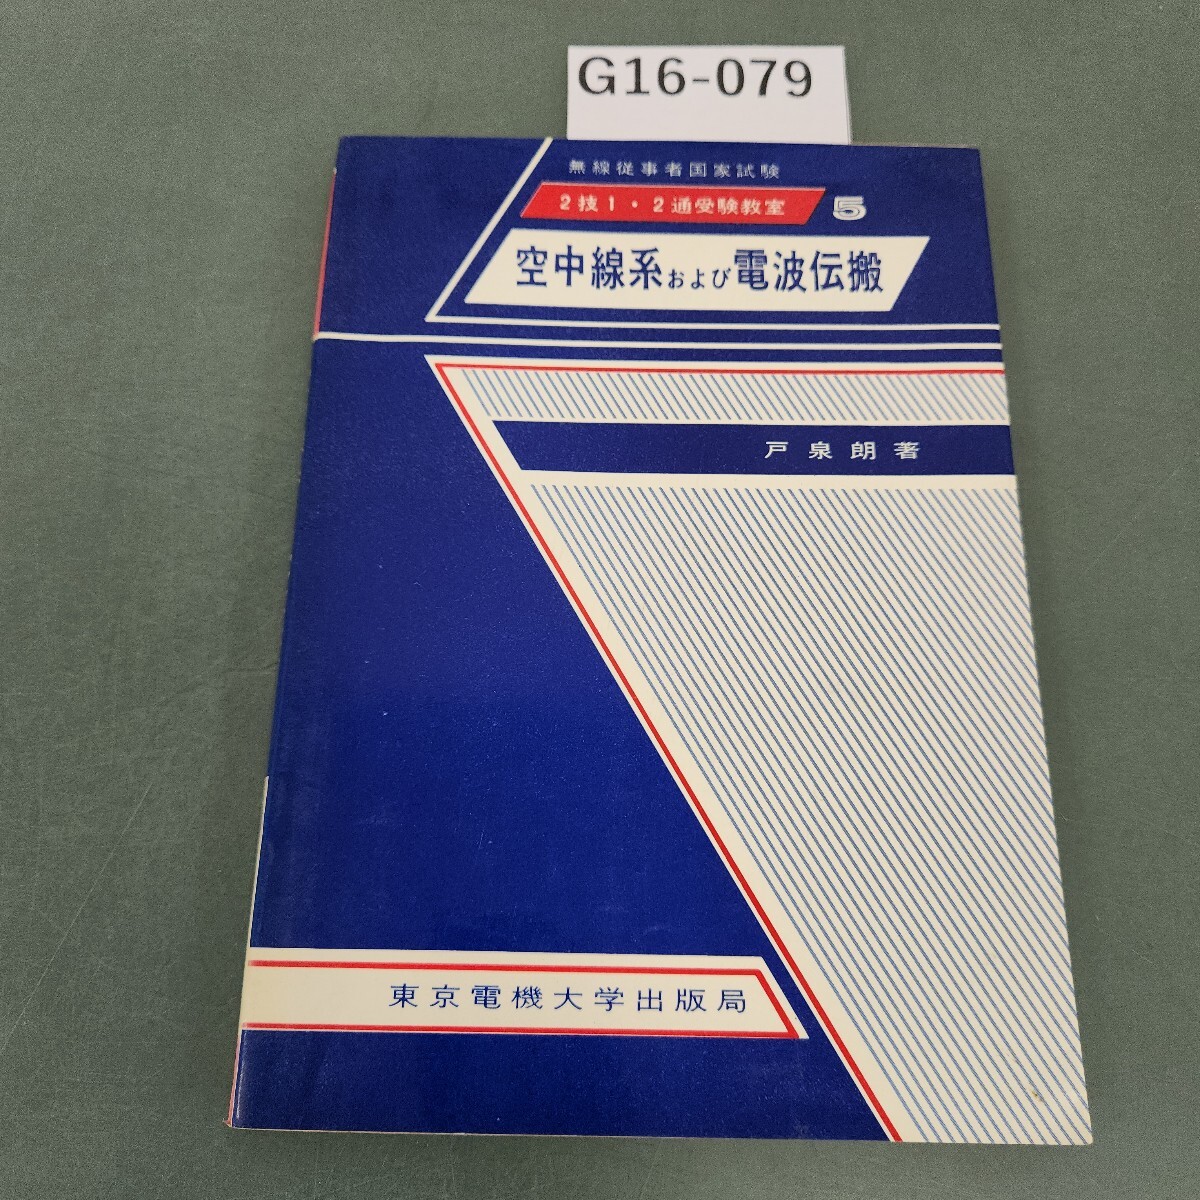 G16-079
無線従事者国家試験
2技1・2通受験教室 5
空中線系および電波伝搬
戸泉朗著
東京電機大学出版局